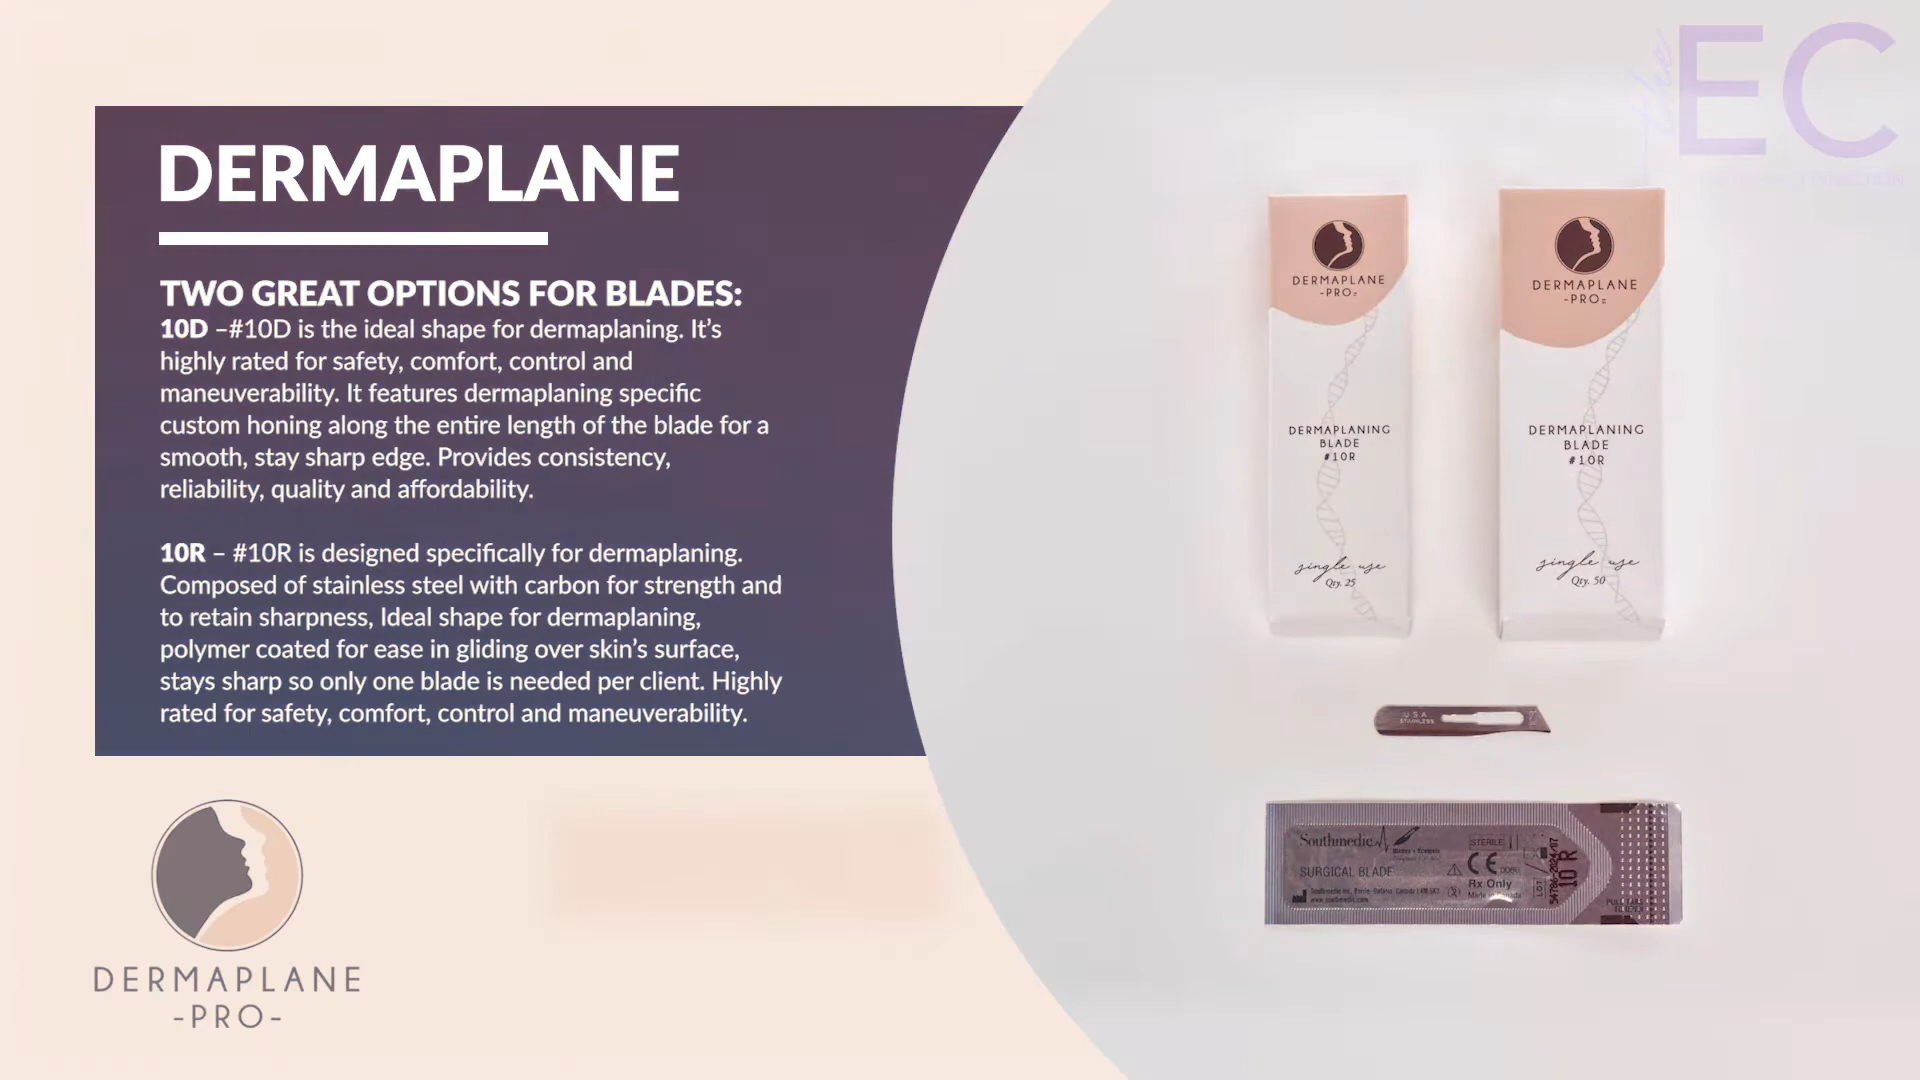 the EC
DERMAPLANE
TWO GREAT OPTIONS FOR BLADES:
10D –#10D is the ideal shape for dermaplaning. It’s
highly rated for safety, comfort, control and
maneuverability. It features dermaplaning specific
custom honing along the entire length of the blade for a
smooth, stay sharp edge. Provides consistency,
reliability, quality and affordability.
10R – #10R is designed specifically for dermaplaning.
Composed of stainless steel with carbon for strength and
to retain sharpness, Ideal shape for dermaplaning,
polymer coated for ease in gliding over skin’s surface,
stays sharp so only one blade is needed per client. Highly
rated for safety, comfort, control and maneuverability.
DERMAPLANE
-PRO-
DERMAPLANE
-PRO-
DERMAPLANING
BLADE
#10R
single use
Qty. 25
DERMAPLANE
-PRO-
DERMAPLANING
BLADE
#10R
single use
Qty. 50
USA
STAINLESS
Southmedic
SURGICAL BLADE
STERILE
CE
Rx Only
LOT
10 R